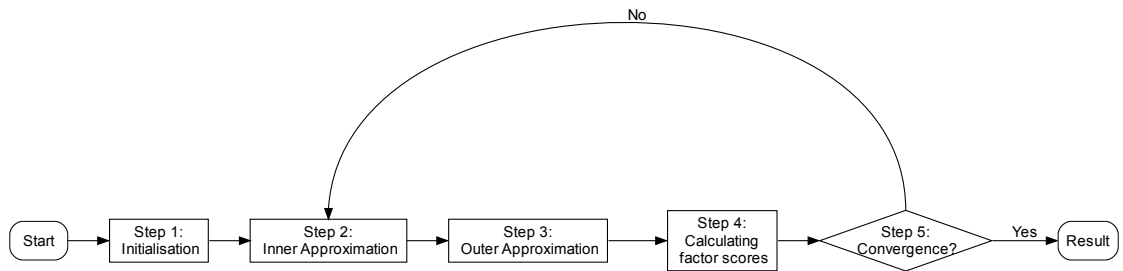 No
Start
Step 1:
Initialisation
Step 2:
Inner Approximation
Step 3:
Outer Approximation
Step 4:
Calculating
factor scores
Step 5:
Convergence?
Yes
Result